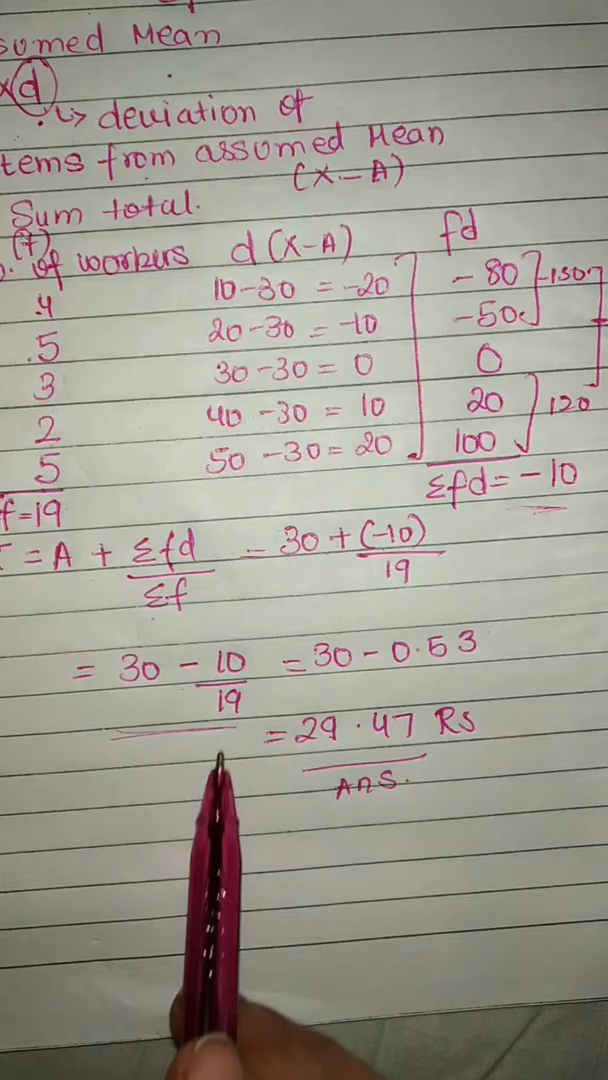 sumed Mean
xd
↳ deviation of
tems from assumed Mean
(X-A)
Sum total.
(f)
of workers d(X-A) fd
4 10-30 = -20 -80
5 20-30 = -10 -50 -130
3 30-30 = 0 0
2 40-30 = 10 20
5 50-30 = 20 100 120
f=19 Σfd = -10
= A + Σfd/Σf = 30 + (-10)/19
= 30 - 10/19 = 30 - 0.53
= 29.47 RS
Ans.